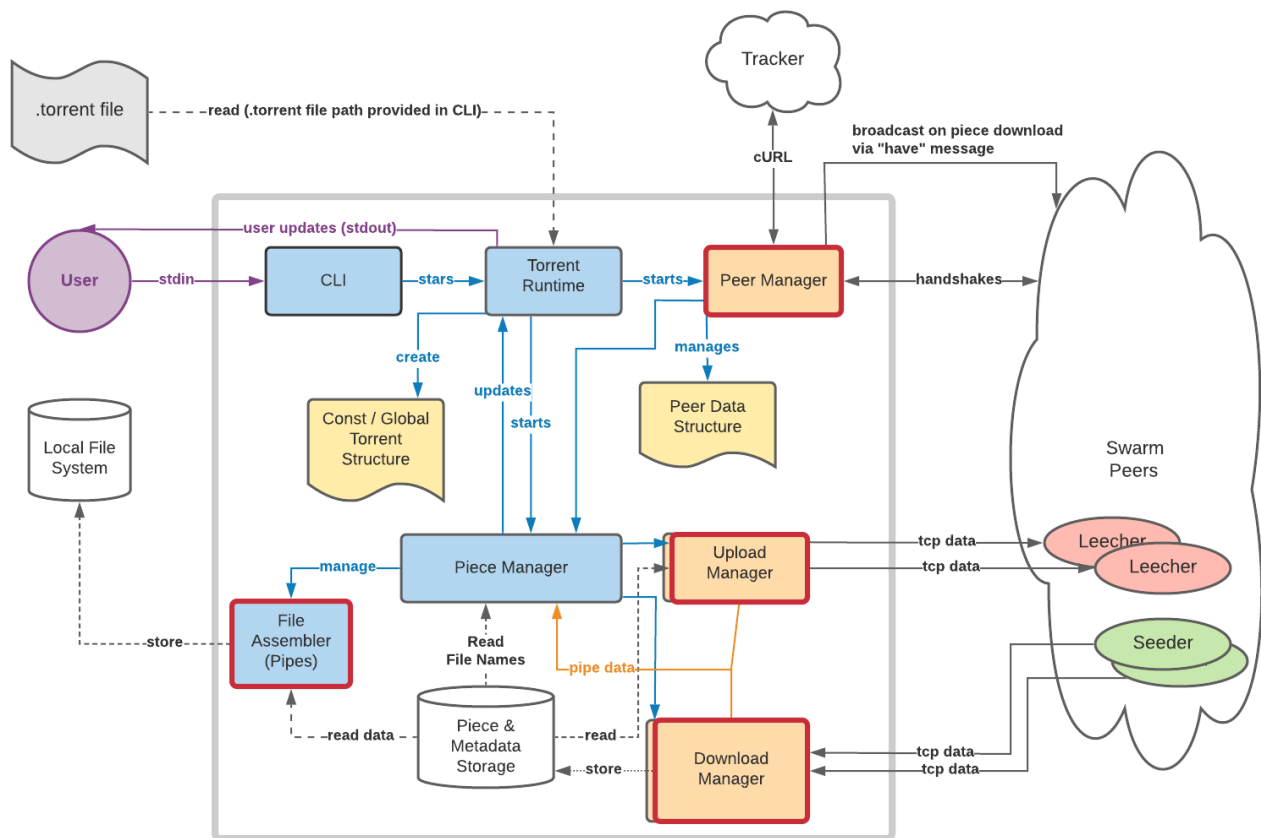 Tracker
.torrent file
read (.torrent file path provided in CLI)
broadcast on piece download
via "have" message
cURL
user updates (stdout)
User
stdin
CLI
stars
Torrent
Runtime
starts
Peer Manager
handshakes
create
manages
updates
starts
Const / Global
Torrent
Structure
Peer Data
Structure
Local File
System
Swarm
Peers
Piece Manager
Upload
Manager
tcp data
Leecher
tcp data
Leecher
manage
File
Assembler
(Pipes)
store
Read
File Names
pipe data
Seeder
Piece &
Metadata
Storage
read data
read
store
Download
Manager
tcp data
tcp data